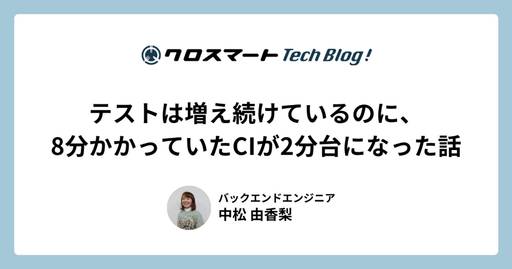 クロスマート Tech Blog!
テストは増え続けているのに、
8分かかっていたCIが2分台になった話
バックエンドエンジニア
中松 由香梨